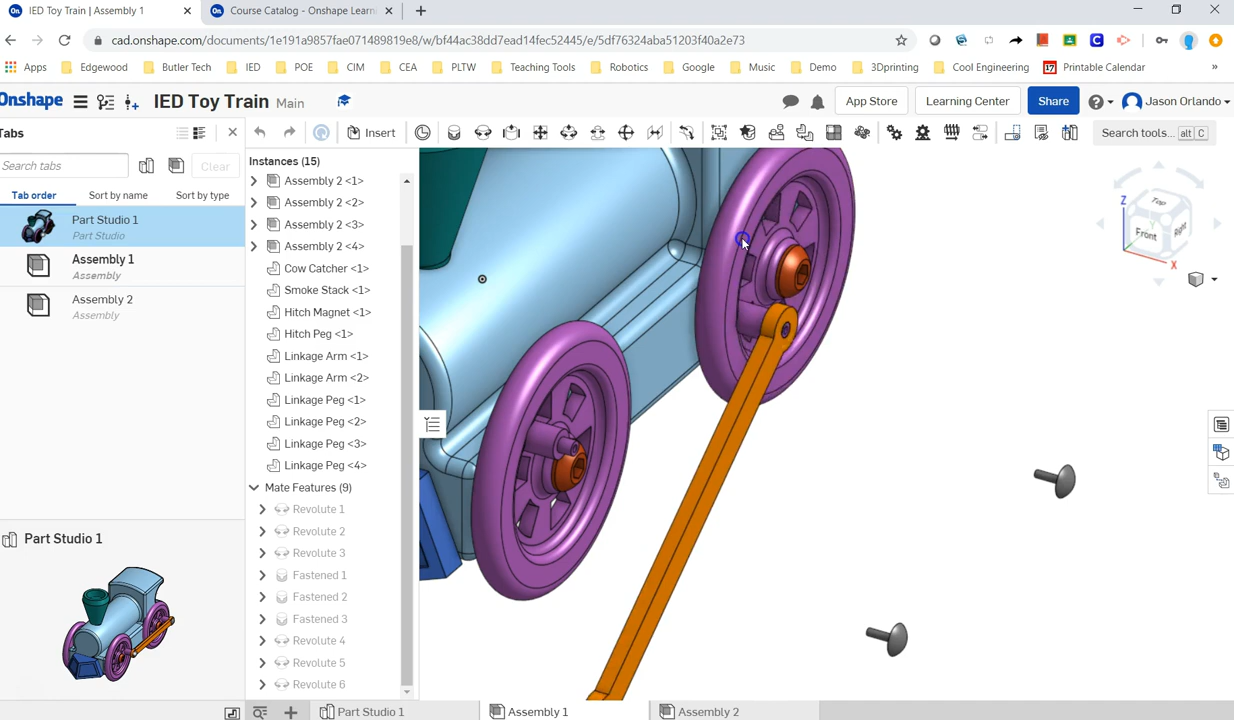 IED Toy Train | Assembly 1
Course Catalog - Onshape Learni
cad.onshape.com/documents/1e191a9857fae071489819e8/w/bf44ac38dd7ead14fec52445/e/5df76324aba51203f40a2e73
Apps Edgewood Butler Tech IED POE CIM CEA PLTW Teaching Tools Robotics Google Music Demo 3Dprinting Cool Engineering 17 Printable Calendar »
Onshape IED Toy Train Main App Store Learning Center Share Jason Orlando
Tabs Insert Search tools... alt C
Search tabs Clear
Tab order Sort by name Sort by type
Part Studio 1
Part Studio
Assembly 1
Assembly
Assembly 2
Assembly
Part Studio 1
Instances (15)
Assembly 2 <1>
Assembly 2 <2>
Assembly 2 <3>
Assembly 2 <4>
Cow Catcher <1>
Smoke Stack <1>
Hitch Magnet <1>
Hitch Peg <1>
Linkage Arm <1>
Linkage Arm <2>
Linkage Peg <1>
Linkage Peg <2>
Linkage Peg <3>
Linkage Peg <4>
Mate Features (9)
Revolute 1
Revolute 2
Revolute 3
Fastened 1
Fastened 2
Fastened 3
Revolute 4
Revolute 5
Revolute 6
Z Top
Front Right
X
Part Studio 1 Assembly 1 Assembly 2